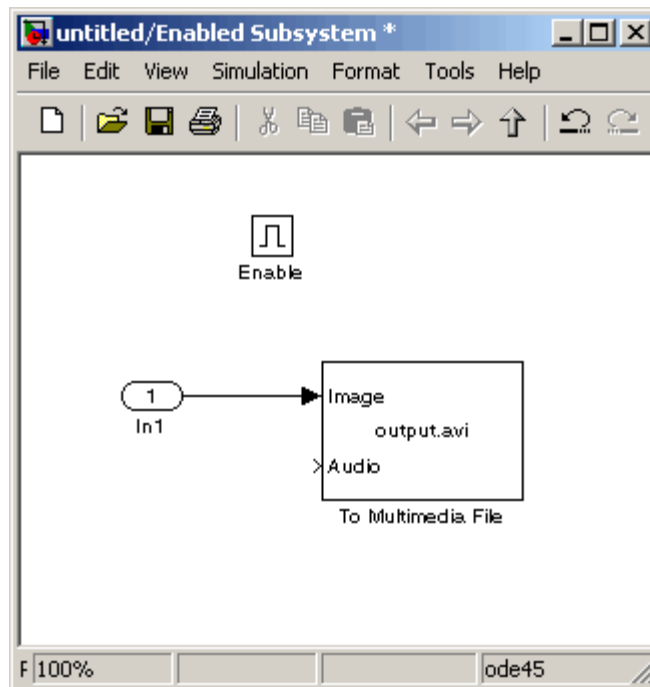 untitled/Enabled Subsystem *
File Edit View Simulation Format Tools Help
Enable
1
In1
Image
output.avi
Audio
To Multimedia File
F 100% ode45